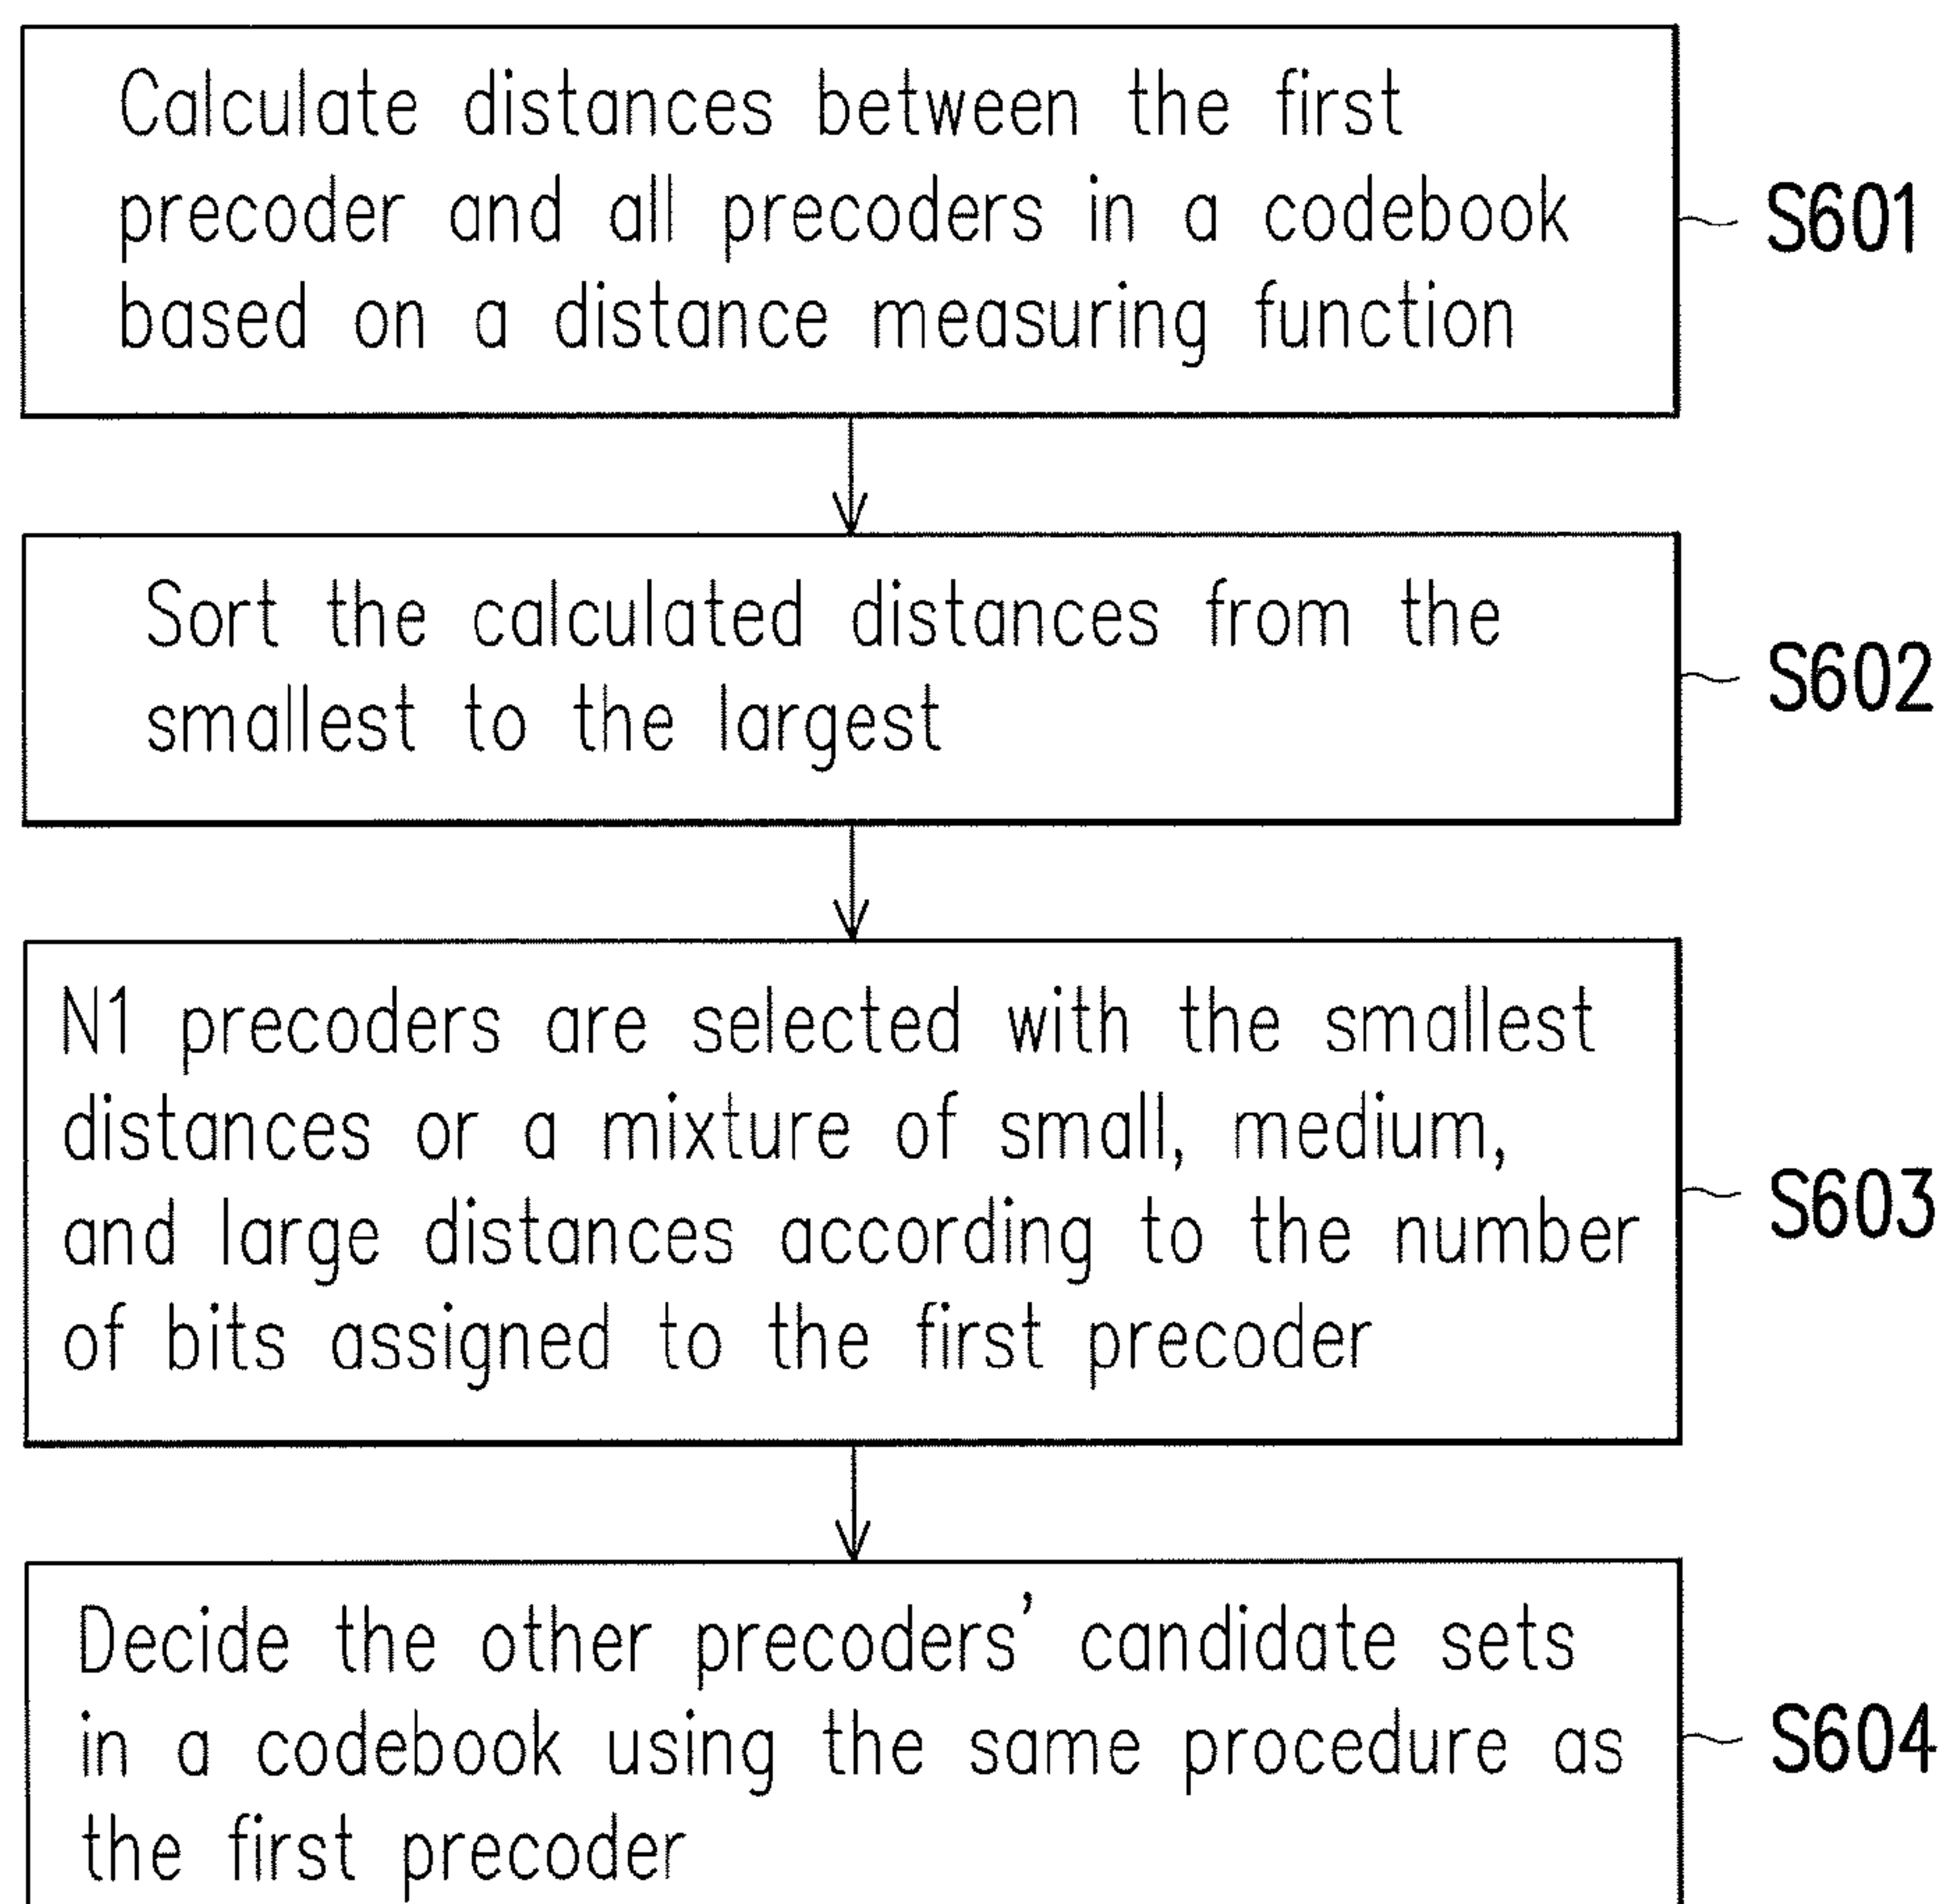 Calculate distances between the first
precoder and all precoders in a codebook
based on a distance measuring function
S601
Sort the calculated distances from the
smallest to the largest
S602
N1 precoders are selected with the smallest
distances or a mixture of small, medium,
and large distances according to the number
of bits assigned to the first precoder
S603
Decide the other precoders’ candidate sets
in a codebook using the same procedure as
the first precoder
S604